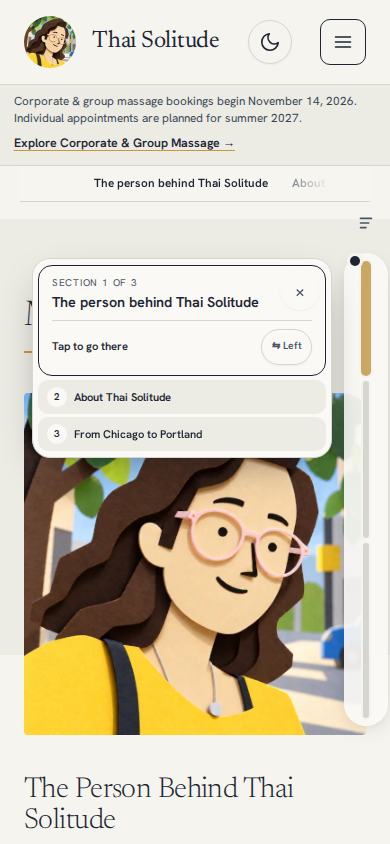 Thai Solitude
Corporate & group massage bookings begin November 14, 2026.
Individual appointments are planned for summer 2027.
Explore Corporate & Group Massage →
The person behind Thai Solitude
About
SECTION 1 OF 3
The person behind Thai Solitude
×
Tap to go there
⇆ Left
2 About Thai Solitude
3 From Chicago to Portland
The Person Behind Thai
Solitude